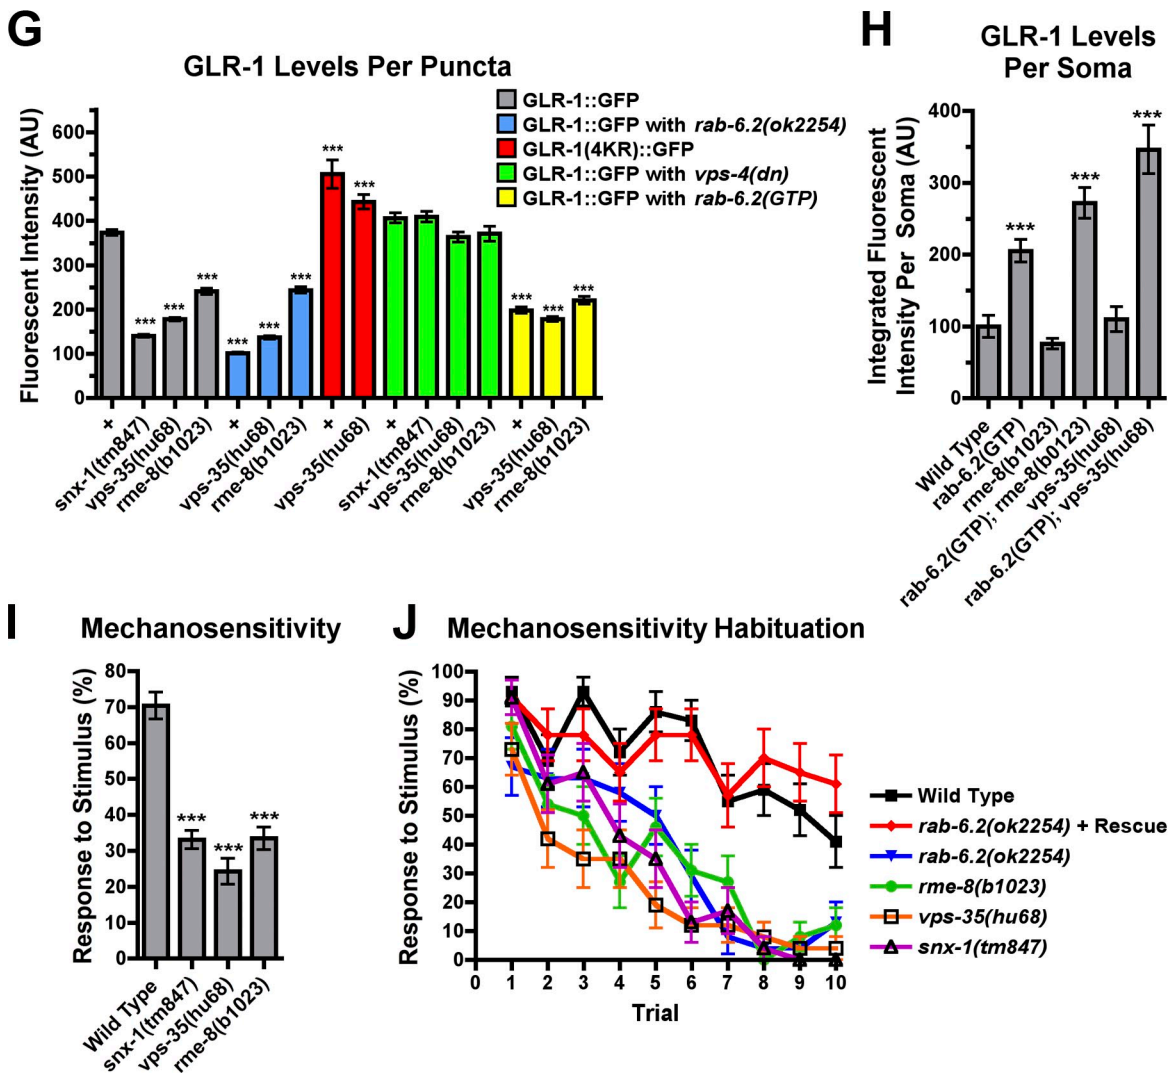 G
GLR-1 Levels Per Puncta
Fluorescent Intensity (AU)
600
500
400
300
200
100
0
GLR-1::GFP
GLR-1::GFP with rab-6.2(ok2254)
GLR-1(4KR)::GFP
GLR-1::GFP with vps-4(dn)
GLR-1::GFP with rab-6.2(GTP)
***
***
***
***
***
***
***
***
***
***
***
+
snx-1(tm847)
vps-35(hu68)
rme-8(b1023)
+
vps-35(hu68)
rme-8(b1023)
+
vps-35(hu68)
+
snx-1(tm847)
vps-35(hu68)
rme-8(b1023)
+
vps-35(hu68)
rme-8(b1023)
H
GLR-1 Levels
Per Soma
Integrated Fluorescent
Intensity Per Soma (AU)
400
300
200
100
0
***
***
***
Wild Type
rab-6.2(GTP)
rme-8(b1023)
rab-6.2(GTP); rme-8(b0123)
vps-35(hu68)
rab-6.2(GTP); vps-35(hu68)
I
Mechanosensitivity
Response to Stimulus (%)
80
70
60
50
40
30
20
10
0
***
***
***
Wild Type
snx-1(tm847)
vps-35(hu68)
rme-8(b1023)
J
Mechanosensitivity Habituation
Response to Stimulus (%)
100
90
80
70
60
50
40
30
20
10
0
0 1 2 3 4 5 6 7 8 9 10
Trial
Wild Type
rab-6.2(ok2254) + Rescue
rab-6.2(ok2254)
rme-8(b1023)
vps-35(hu68)
snx-1(tm847)